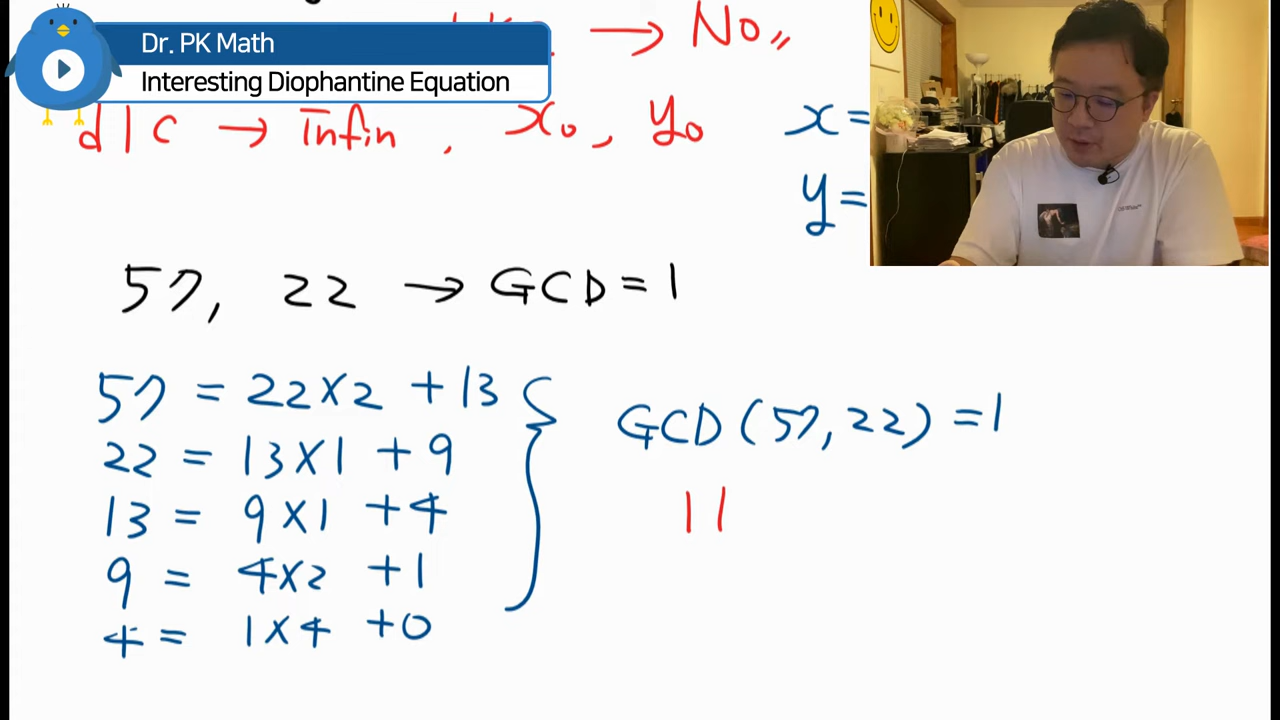 → No,,
Dr. PK Math
Interesting Diophantine Equation
d | c → Infin , x₀, y₀
x=
y=
57, 22 → GCD = 1
57 = 22×2 +13
22 = 13×1 +9
13 = 9×1 +4
9 = 4×2 +1
4 = 1×4 +0
GCD (57,22) =1
1 |